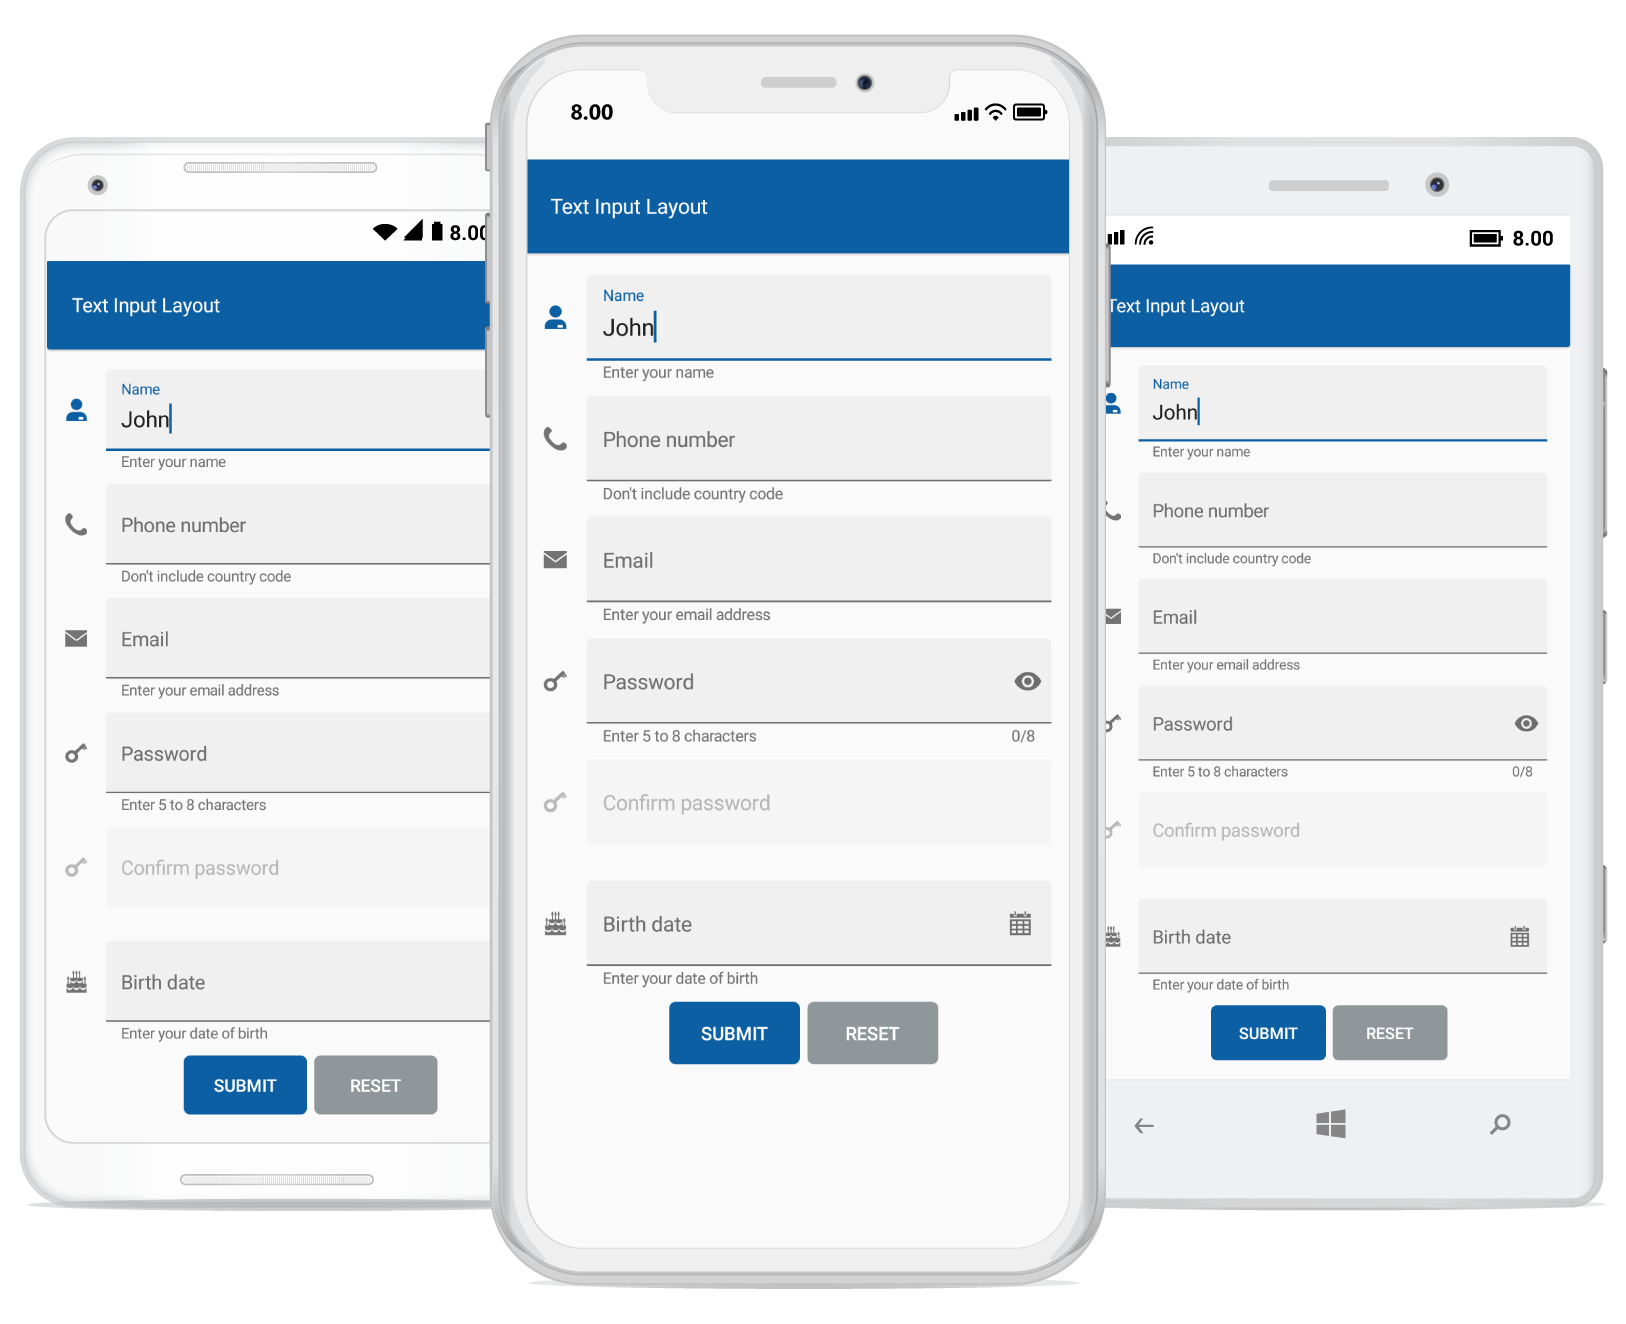 8.00
Text Input Layout
Name
John
Enter your name
Phone number
Don't include country code
Email
Enter your email address
Password
Enter 5 to 8 characters
Confirm password
Birth date
Enter your date of birth
SUBMIT RESET
8.00
Text Input Layout
Name
John
Enter your name
Phone number
Don't include country code
Email
Enter your email address
Password
Enter 5 to 8 characters 0/8
Confirm password
Birth date
Enter your date of birth
SUBMIT RESET
8.00
Text Input Layout
Name
John
Enter your name
Phone number
Don't include country code
Email
Enter your email address
Password
Enter 5 to 8 characters 0/8
Confirm password
Birth date
Enter your date of birth
SUBMIT RESET